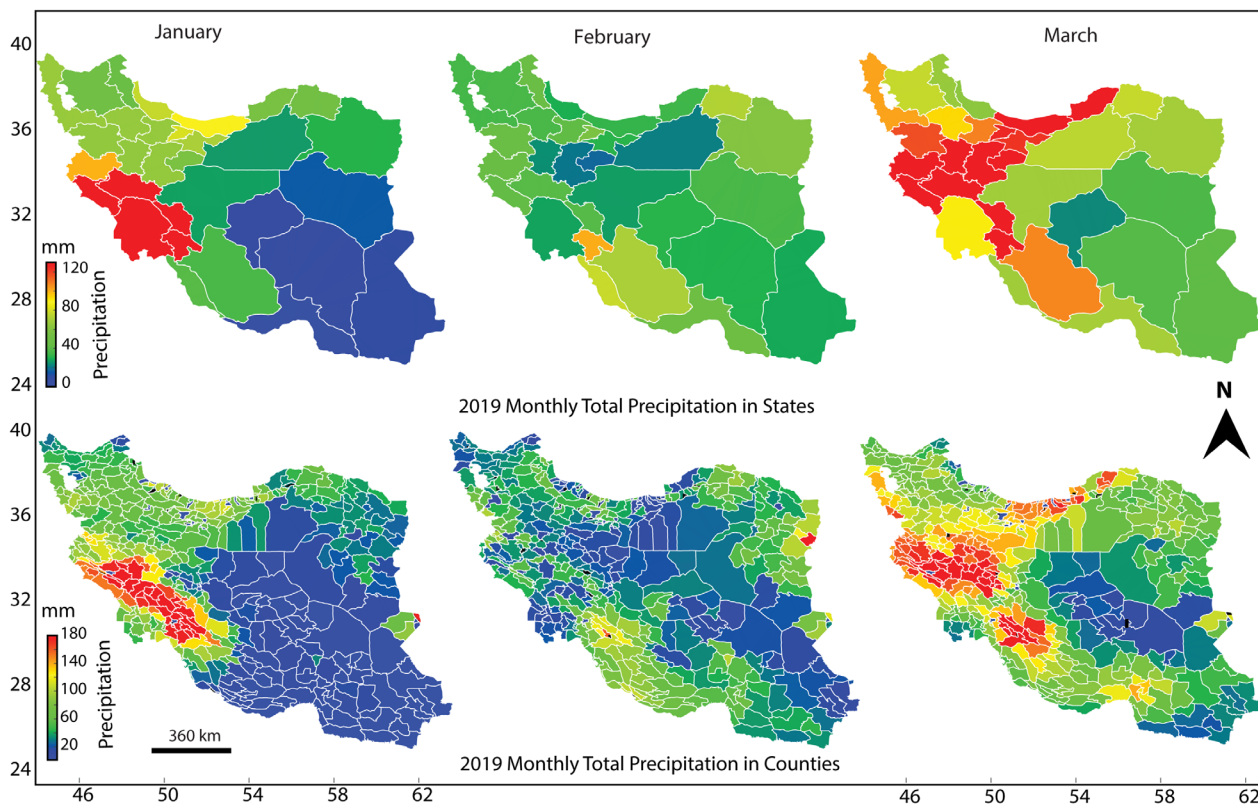 January
February
March
40
36
32
28
24
mm
120
80
40
0
Precipitation
2019 Monthly Total Precipitation in States
N
40
36
32
28
24
mm
180
140
100
60
20
Precipitation
360 km
2019 Monthly Total Precipitation in Counties
46 50 54 58 62 46 50 54 58 62